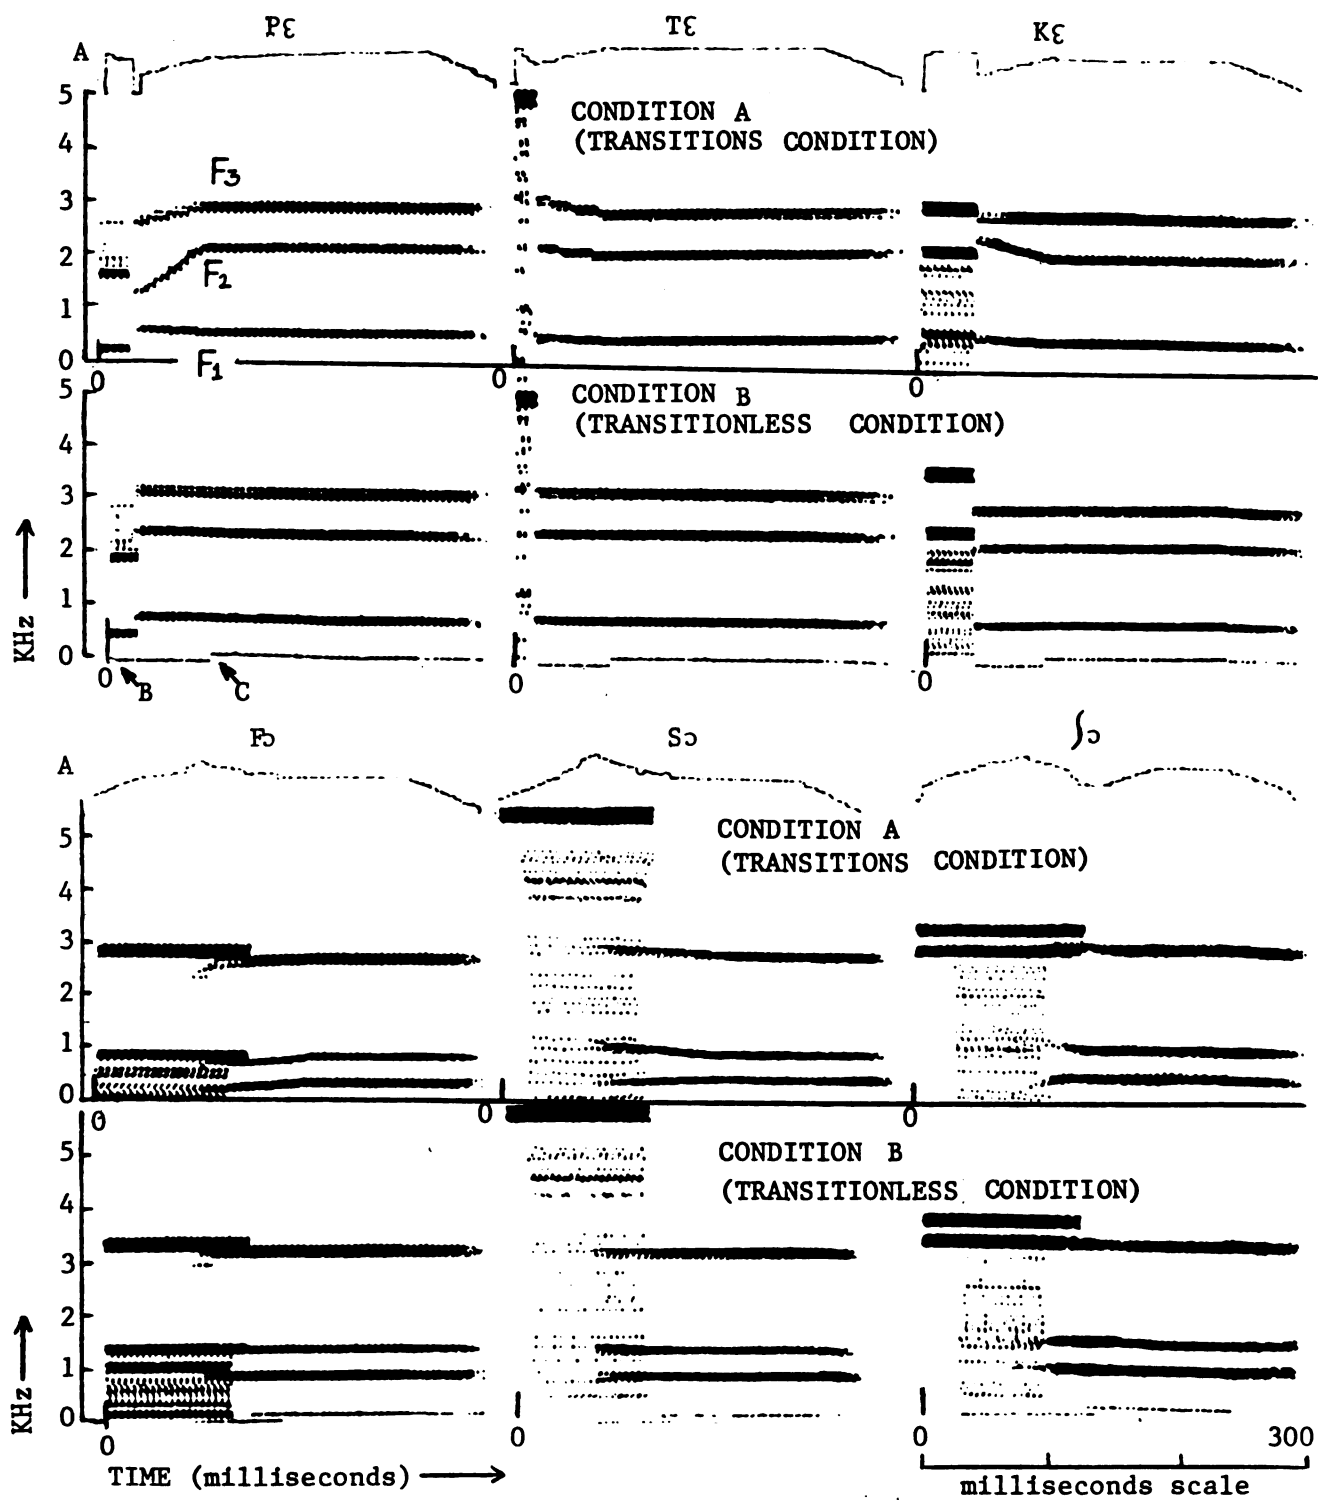 Pɛ Tɛ Kɛ
A
5
CONDITION A
(TRANSITIONS CONDITION)
4
F3
3
2
F2
1
0
F1
0 0 0
5
CONDITION B
(TRANSITIONLESS CONDITION)
4
3
2
1
0
KHz
0 B C 0 0
Fɔ Sɔ ʃɔ
A
CONDITION A
(TRANSITIONS CONDITION)
5
4
3
2
1
0
0 0 0
CONDITION B
(TRANSITIONLESS CONDITION)
5
4
3
2
1
0
KHz
0 0 0 300
TIME (milliseconds)
milliseconds scale